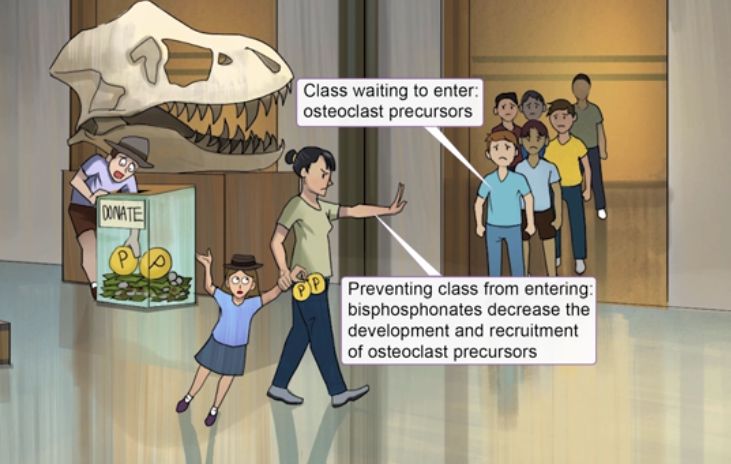 Class waiting to enter:
osteoclast precursors
DONATE
P P
P P
Preventing class from entering:
bisphosphonates decrease the
development and recruitment
of osteoclast precursors